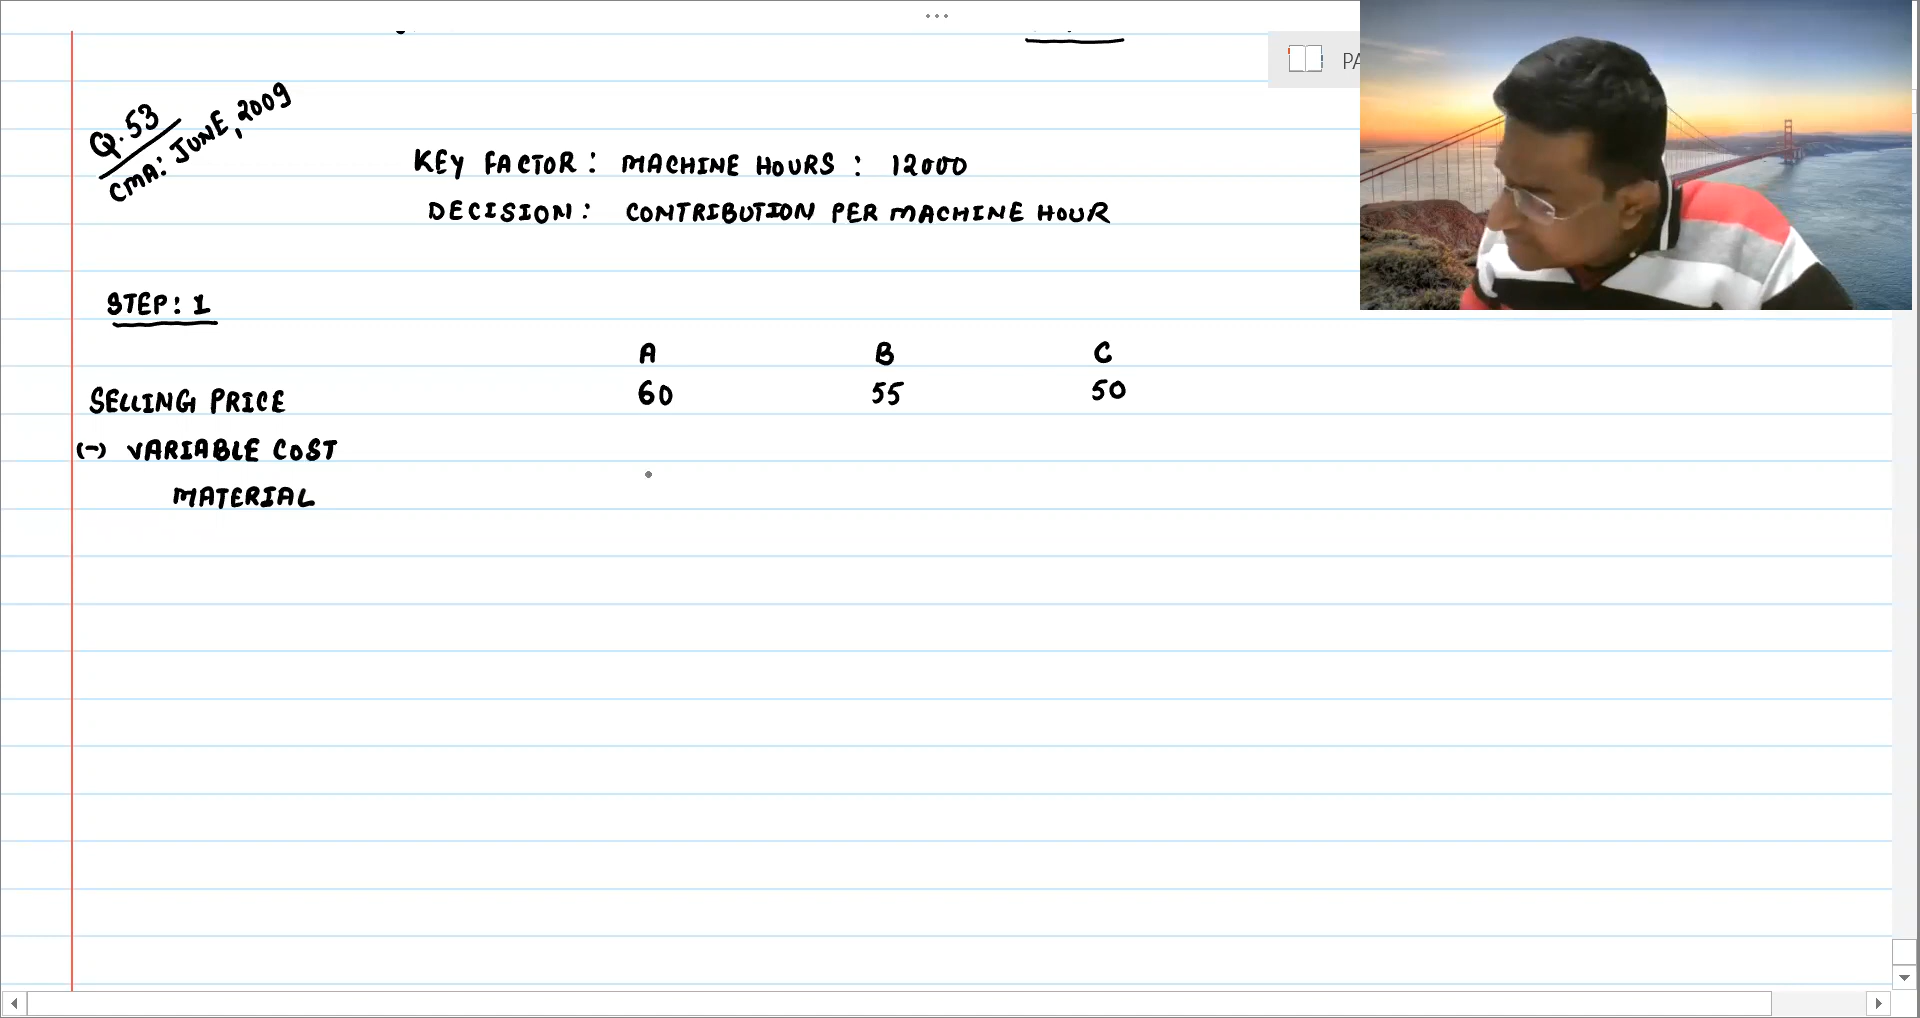 Q.53
CMA: JUNE, 2009
KEY FACTOR: MACHINE HOURS: 12000
DECISION: CONTRIBUTION PER MACHINE HOUR
STEP: 1
A B C
SELLING PRICE 60 55 50
(-) VARIABLE COST
MATERIAL
PA